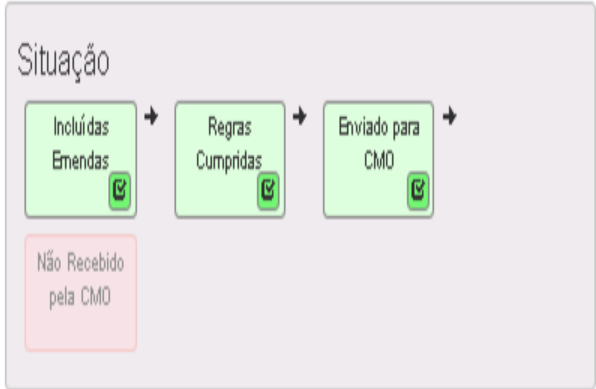 Situação
Incluídas
Emendas
Regras
Cumpridas
Enviado para
CMO
Não Recebido
pela CMO